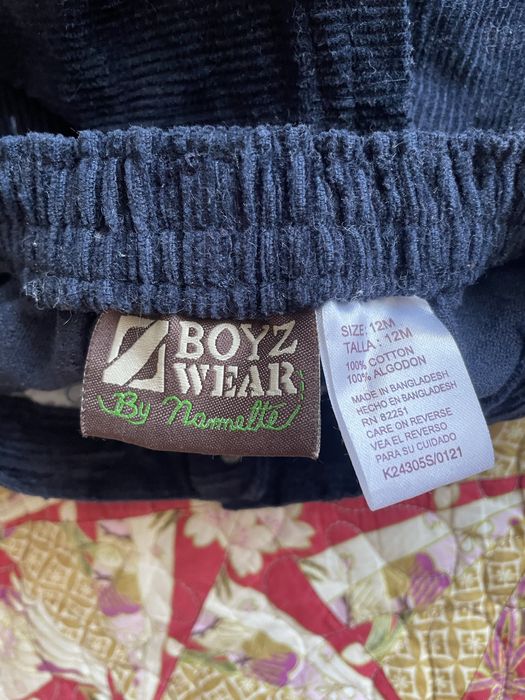 Z BOYZ
WEAR
By Nannette
SIZE: 12M
TALLA : 12M
100% COTTON
100% ALGODON
MADE IN BANGLADESH
HECHO EN BANGLADESH
RN 82251
CARE ON REVERSE
VEA EL REVERSO
PARA SU CUIDADO
K24305S/0121